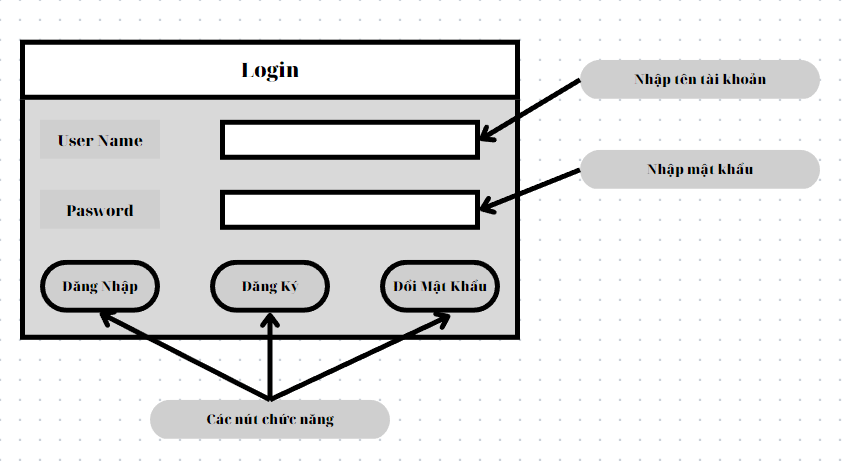 Login
Nhập tên tài khoản
User Name
Nhập mật khẩu
Pasword
Đăng Nhập
Đăng Ký
Đổi Mật Khẩu
Các nút chức năng